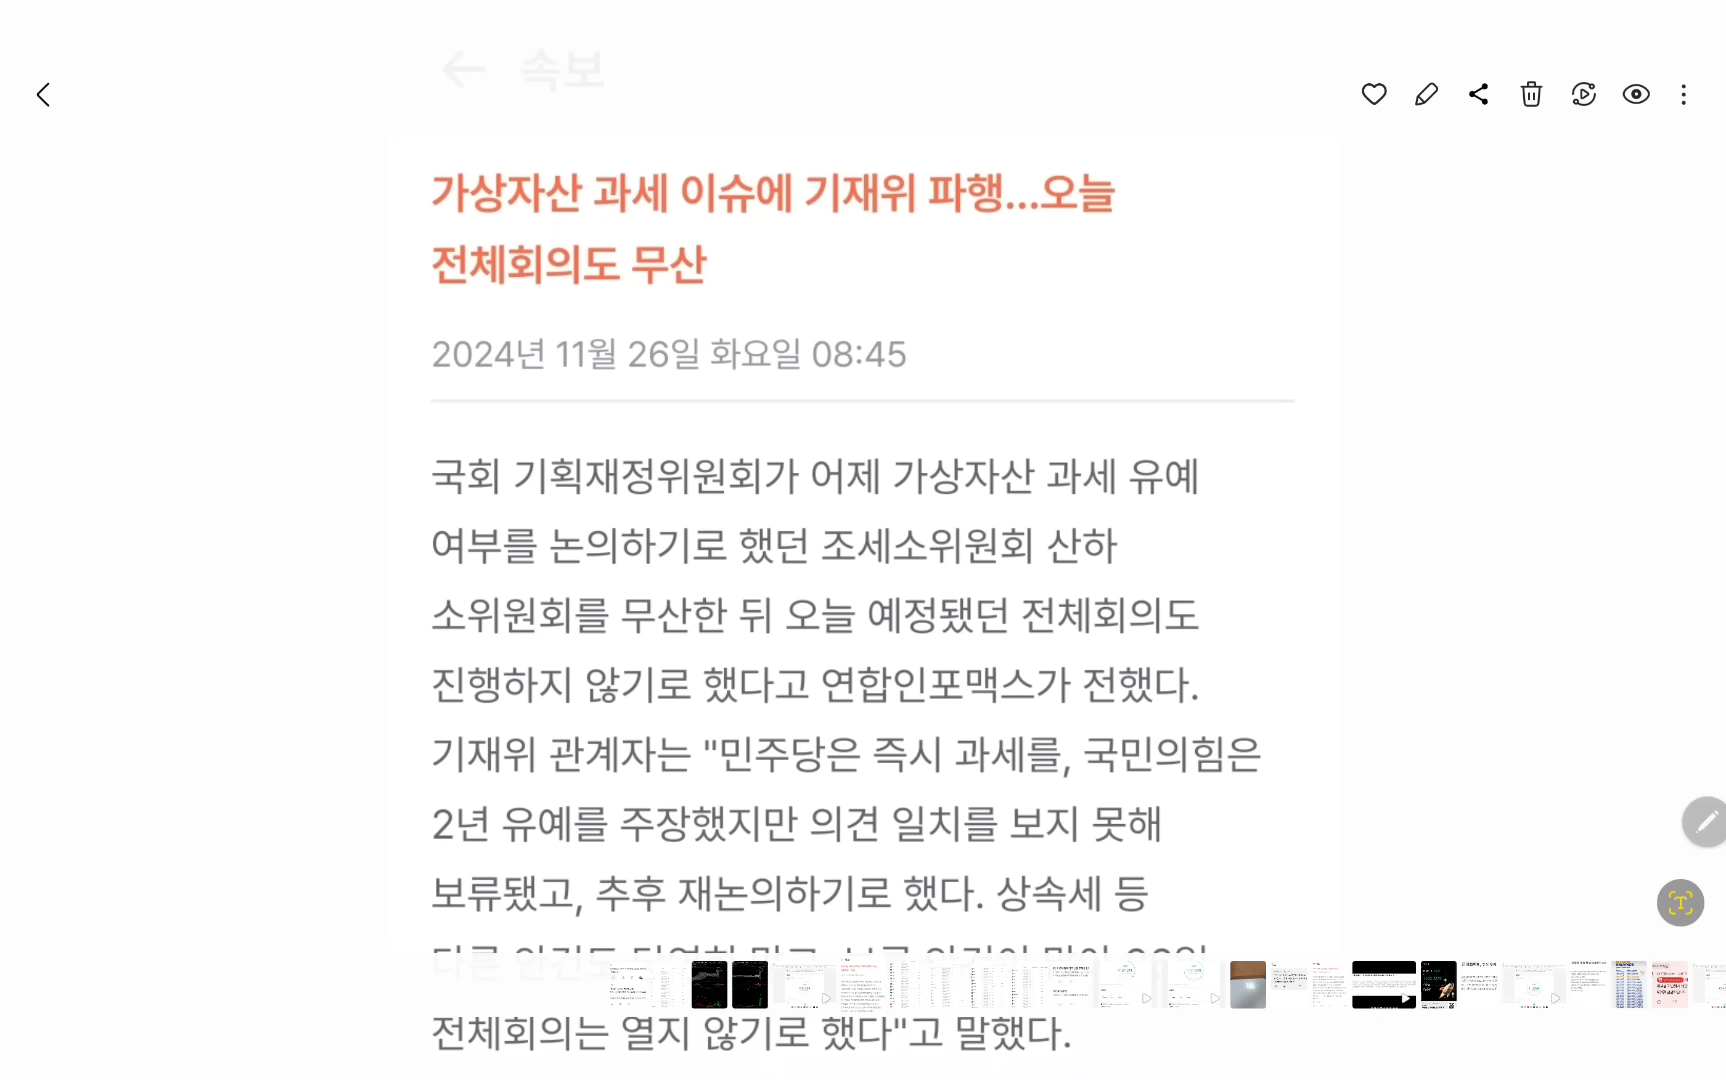 속보
가상자산 과세 이슈에 기재위 파행...오늘
전체회의도 무산
2024년 11월 26일 화요일 08:45
국회 기획재정위원회가 어제 가상자산 과세 유예
여부를 논의하기로 했던 조세소위원회 산하
소위원회를 무산한 뒤 오늘 예정됐던 전체회의도
진행하지 않기로 했다고 연합인포맥스가 전했다.
기재위 관계자는 "민주당은 즉시 과세를, 국민의힘은
2년 유예를 주장했지만 의견 일치를 보지 못해
보류됐고, 추후 재논의하기로 했다. 상속세 등
다른 안건도
전체회의는 열지 않기로 했다"고 말했다.